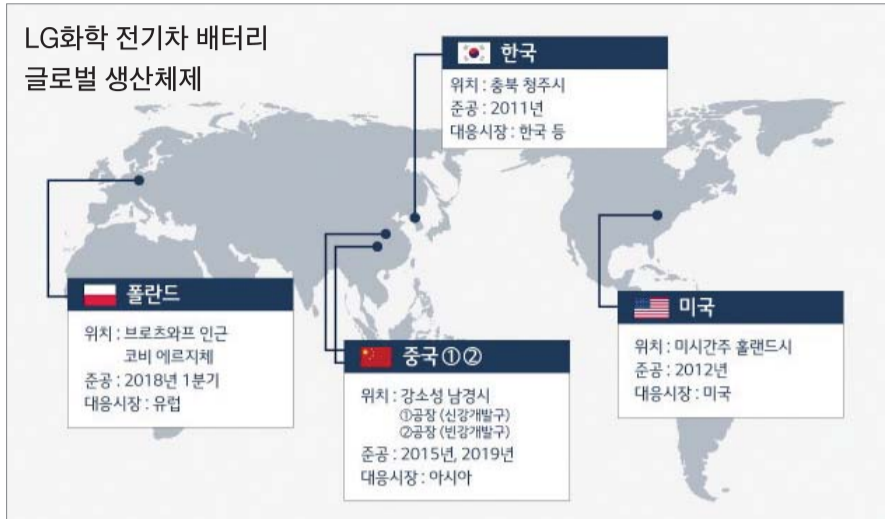 LG화학 전기차 배터리
글로벌 생산체제
한국
위치 : 충북 청주시
준공 : 2011년
대응시장 : 한국 등
폴란드
위치 : 브로츠와프 인근
코비 에르지체
준공 : 2018년 1분기
대응시장 : 유럽
중국①②
위치 : 강소성 남경시
①공장 (신강개발구)
②공장 (빈강개발구)
준공 : 2015년, 2019년
대응시장 : 아시아
미국
위치 : 미시간주 홀랜드시
준공 : 2012년
대응시장 : 미국